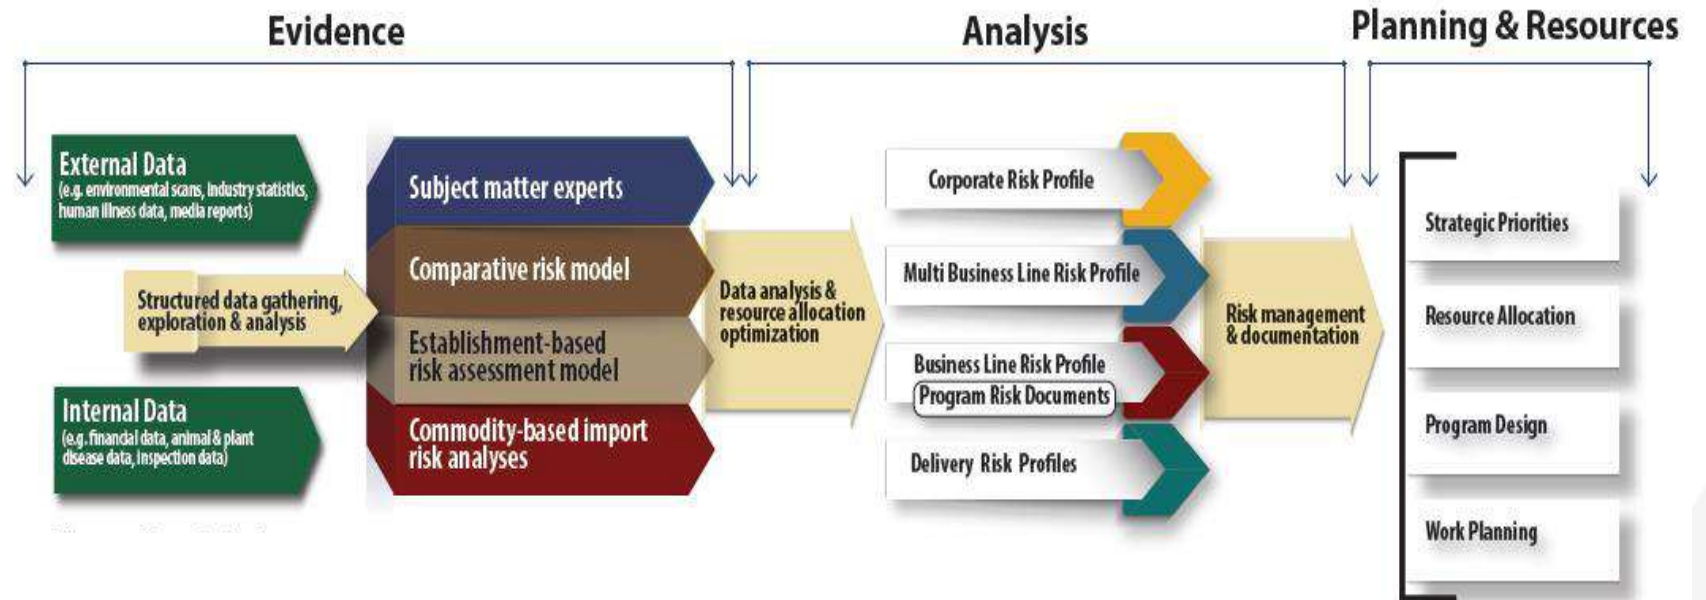 Evidence
Analysis
Planning & Resources
External Data
(e.g. environmental scans, industry statistics,
human illness data, media reports)
Structured data gathering,
exploration & analysis
Internal Data
(e.g. financial data, animal & plant
disease data, inspection data)
Subject matter experts
Comparative risk model
Establishment-based
risk assessment model
Commodity-based import
risk analyses
Data analysis &
resource allocation
optimization
Corporate Risk Profile
Multi Business Line Risk Profile
Business Line Risk Profile
Program Risk Documents
Delivery Risk Profiles
Risk management
& documentation
Strategic Priorities
Resource Allocation
Program Design
Work Planning